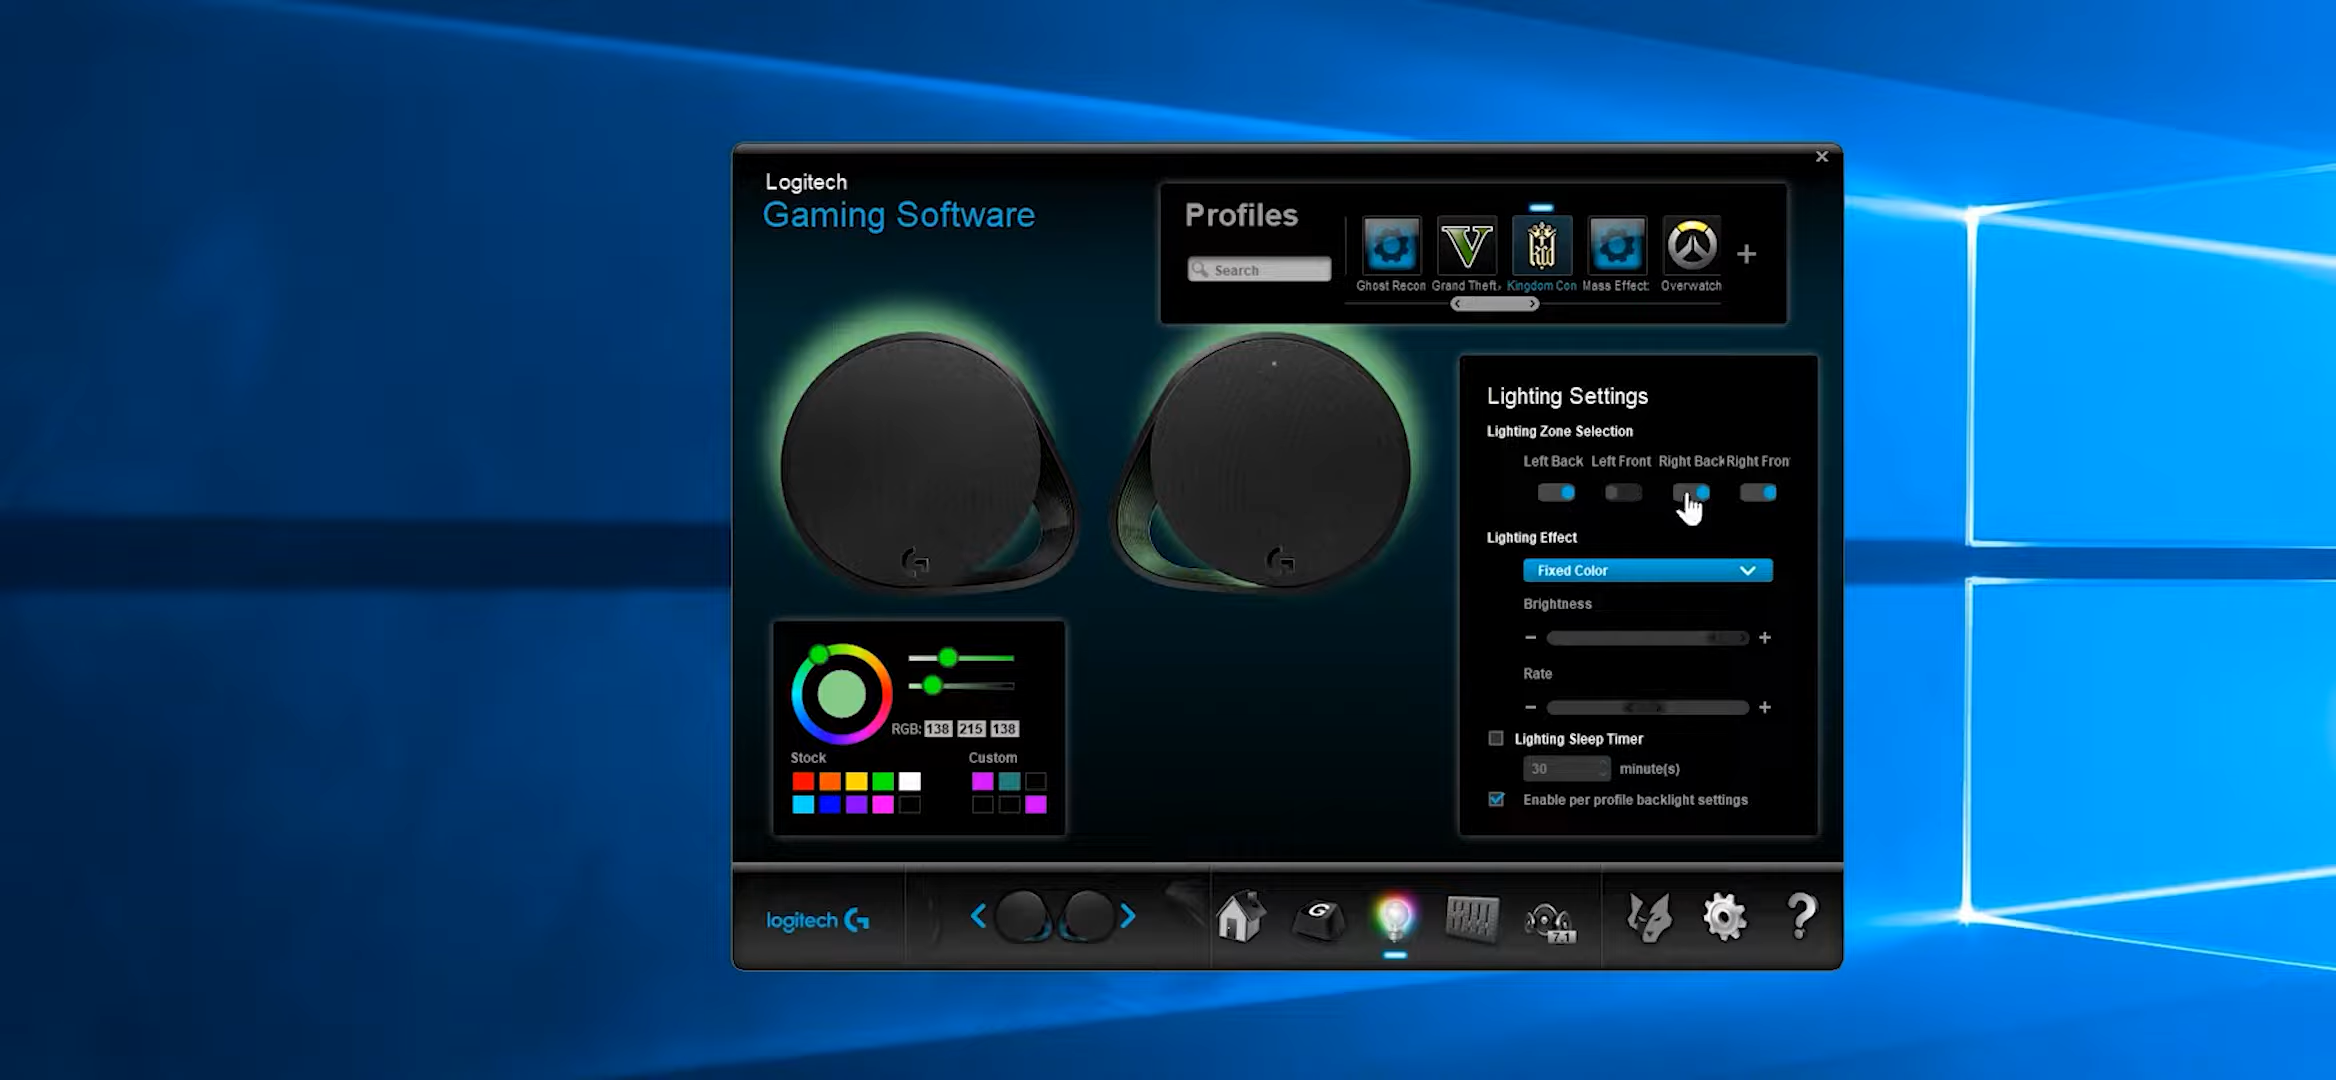 Logitech
Gaming Software
Profiles
Search
Ghost Recon
Grand Theft
Kingdom Con
Mass Effect:
Overwatch
Lighting Settings
Lighting Zone Selection
Left Back Left Front Right Back Right Fron
Lighting Effect
Fixed Color
Brightness
− +
Rate
− +
Lighting Sleep Timer
30 minute(s)
Enable per profile backlight settings
RGB: 138 215 138
Stock
Custom
logitech G
G
7.1
?